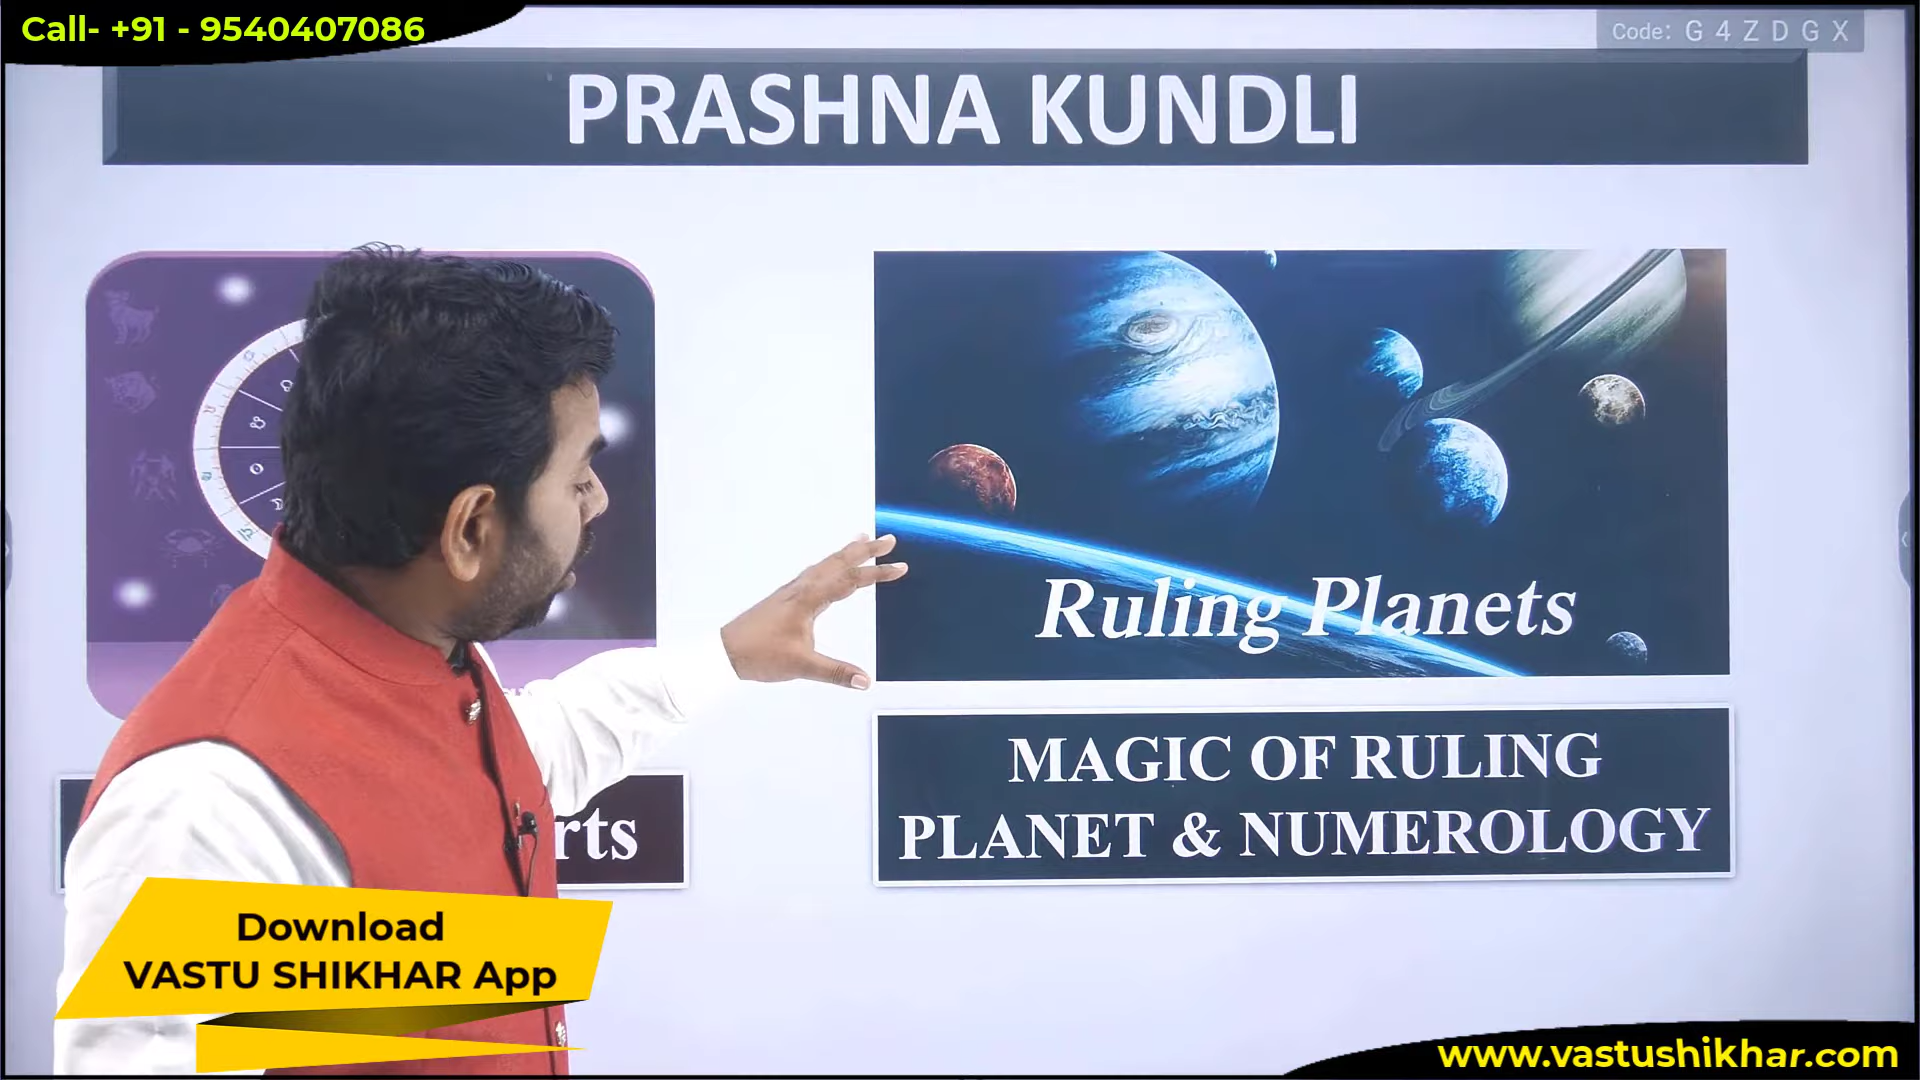 Call- +91 - 9540407086
Code: G 4 Z D G X
PRASHNA KUNDLI
Ruling Planets
MAGIC OF RULING
PLANET & NUMEROLOGY
Download
VASTU SHIKHAR App
www.vastushikhar.com